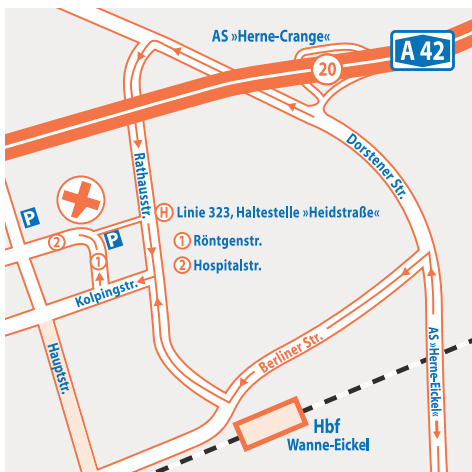 AS »Herne-Crange«
A 42
20
Dorstener Str.
Rathausstr.
H Linie 323, Haltestelle »Heidstraße«
P
P
1 Röntgenstr.
2
2 Hospitalstr.
1
Kolpingstr.
Hauptstr.
Berliner Str.
AS »Herne-Eickel«
Hbf
Wanne-Eickel